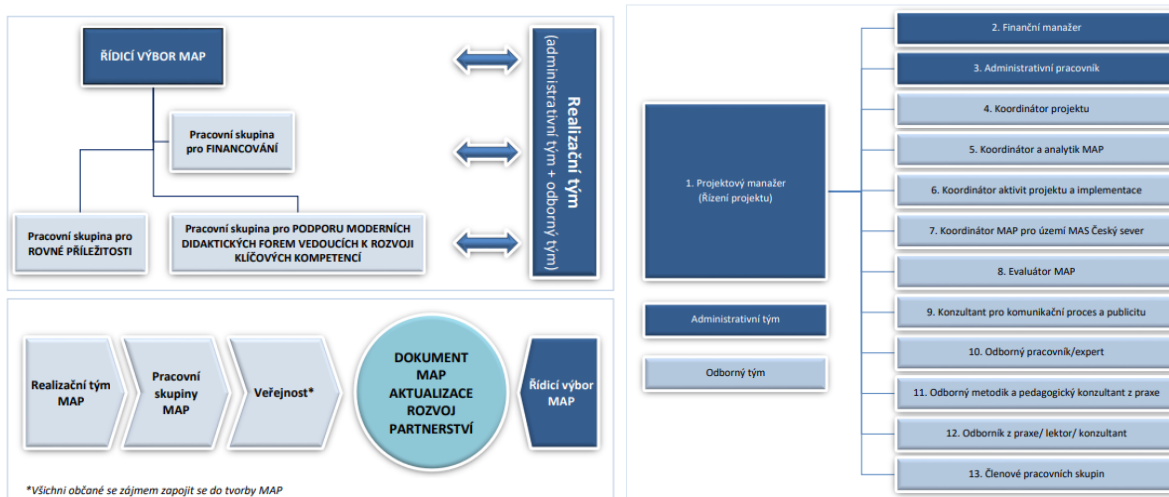 ŘÍDICÍ VÝBOR MAP
Pracovní skupina
pro FINANCOVÁNÍ
Pracovní skupina pro
ROVNÉ PŘÍLEŽITOSTI
Pracovní skupina pro PODPORU MODERNÍCH
DIDAKTICKÝCH FOREM VEDOUCÍCH K ROZVOJI
KLÍČOVÝCH KOMPETENCÍ
Realizační tým
(administrativní tým + odborný tým)
Realizační tým
MAP
Pracovní
skupiny
MAP
Veřejnost*
DOKUMENT
MAP
AKTUALIZACE
ROZVOJ
PARTNERSTVÍ
Řídicí výbor
MAP
*Všichni občané se zájmem zapojit se do tvorby MAP
1. Projektový manažer
(Řízení projektu)
Administrativní tým
Odborný tým
2. Finanční manažer
3. Administrativní pracovník
4. Koordinátor projektu
5. Koordinátor a analytik MAP
6. Koordinátor aktivit projektu a implementace
7. Koordinátor MAP pro území MAS Český sever
8. Evaluátor MAP
9. Konzultant pro komunikační proces a publicitu
10. Odborný pracovník/expert
11. Odborný metodik a pedagogický konzultant z praxe
12. Odborník z praxe/ lektor/ konzultant
13. Členové pracovních skupin